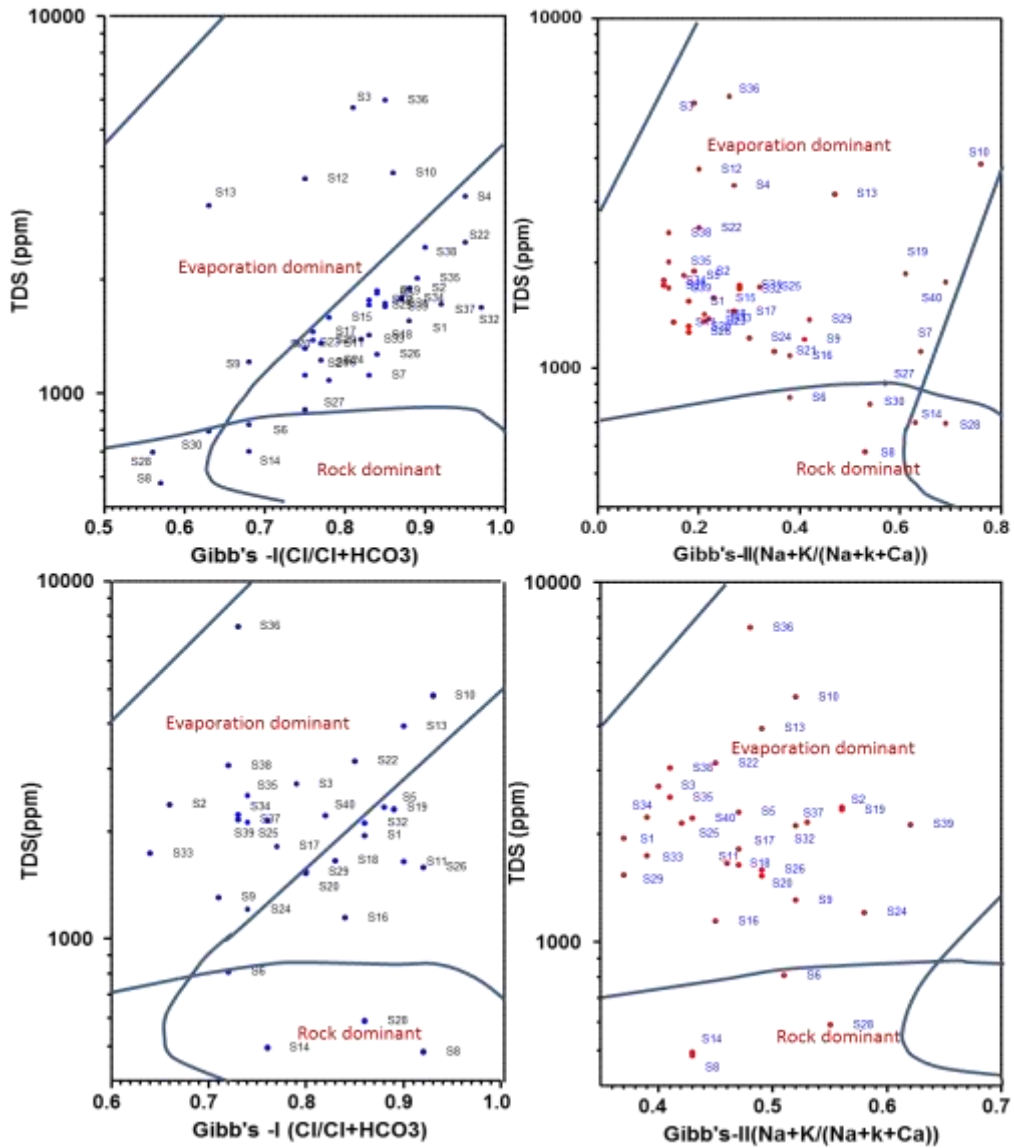 10000
S3
S36
S12
S10
S13
S4
S22
S38
Evaporation dominant
S36
S2
S37
S32
S15
S1
S17
S18
S9
S26
S7
1000
S27
S6
S30
S14
S28
S8
Rock dominant
TDS (ppm)
0.5 0.6 0.7 0.8 0.9 1.0
Gibb's -I(Cl/Cl+HCO3)
10000
S36
S3
Evaporation dominant
S10
S12
S4
S13
S22
S38
S19
S35
S2
S40
S15
S1
S17
S29
S7
S24
S9
S21
S16
1000
S27
S6
S30
S14
S28
S8
Rock dominant
TDS (ppm)
0.0 0.2 0.4 0.6 0.8
Gibb's-II(Na+K/(Na+k+Ca))
10000
S36
S10
Evaporation dominant
S13
S38
S22
S35
S3
S2
S5
S34
S40
S19
S37
S32
S39
S25
S1
S33
S17
S18
S11
S29
S26
S20
S9
S24
S16
1000
S6
S28
Rock dominant
S14
S8
TDS(ppm)
0.6 0.7 0.8 0.9 1.0
Gibb's -I (Cl/Cl+HCO3)
10000
S36
S10
S13
Evaporation dominant
S38
S22
S3
S35
S2
S34
S5
S37
S19
S40
S39
S1
S25
S17
S32
S33
S11
S18
S26
S29
S20
S9
S24
S16
1000
S6
S28
Rock dominant
S14
S8
TDS (ppm)
0.4 0.5 0.6 0.7
Gibb's-II(Na+K/(Na+k+Ca))